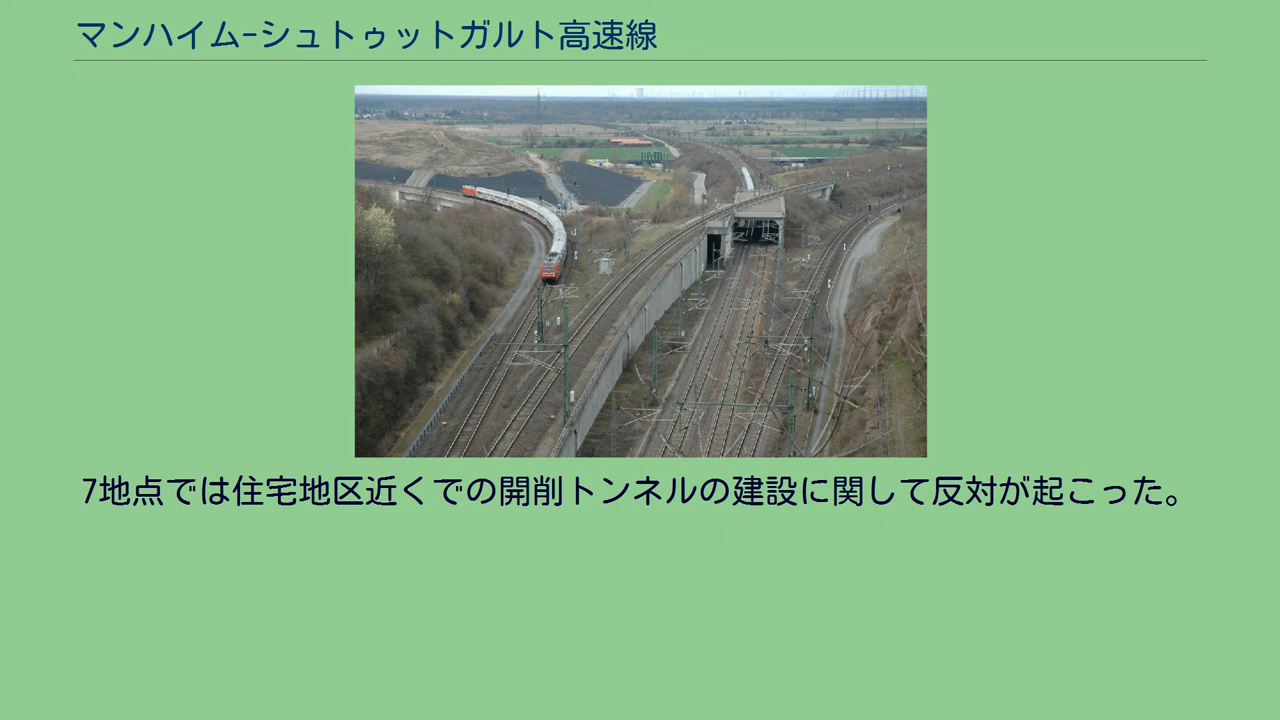 マンハイム-シュトゥットガルト高速線
7地点では住宅地区近くでの開削トンネルの建設に関して反対が起こった。